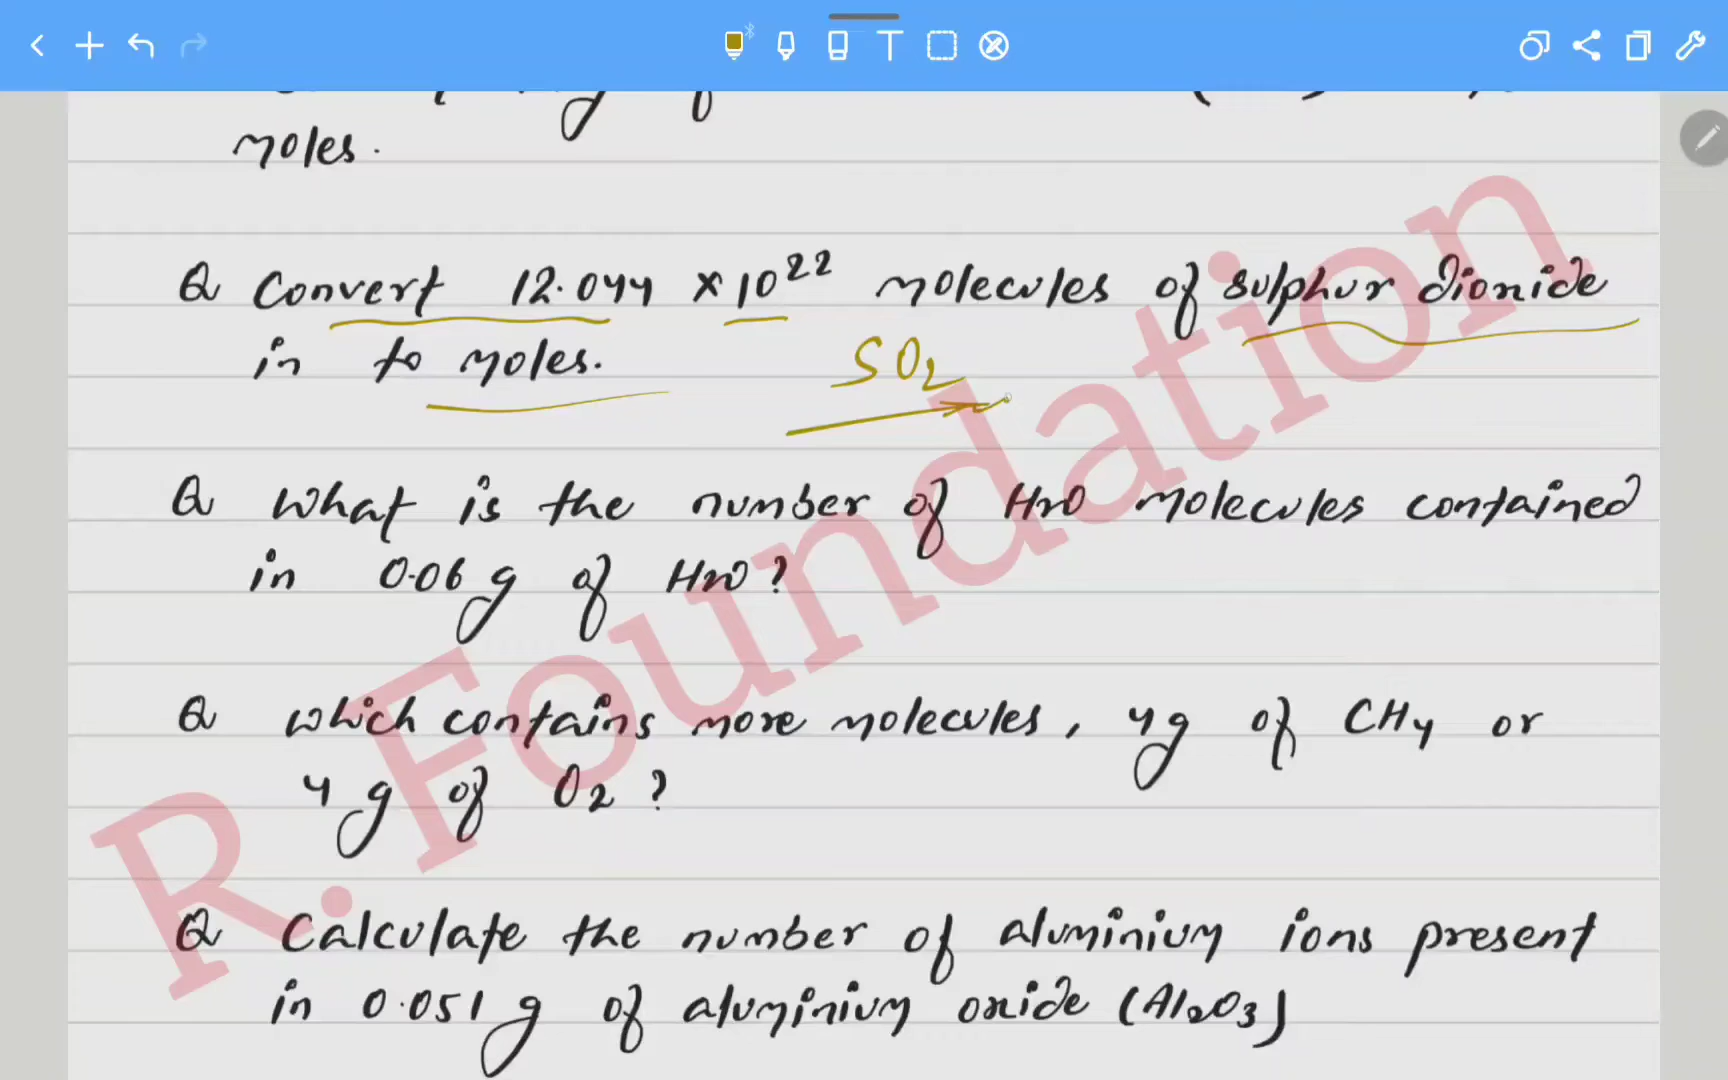 moles.
Q Convert 12.044 × 10²² molecules of sulphur dioxide
in to moles.
SO₂
Q What is the number of H₂O molecules contained
in 0.06 g of H₂O ?
Q which contains more molecules, 4g of CH₄ or
4 g of O₂ ?
Q Calculate the number of aluminium ions present
in 0.051 g of aluminium oxide (Al₂O₃)
R. Foundation